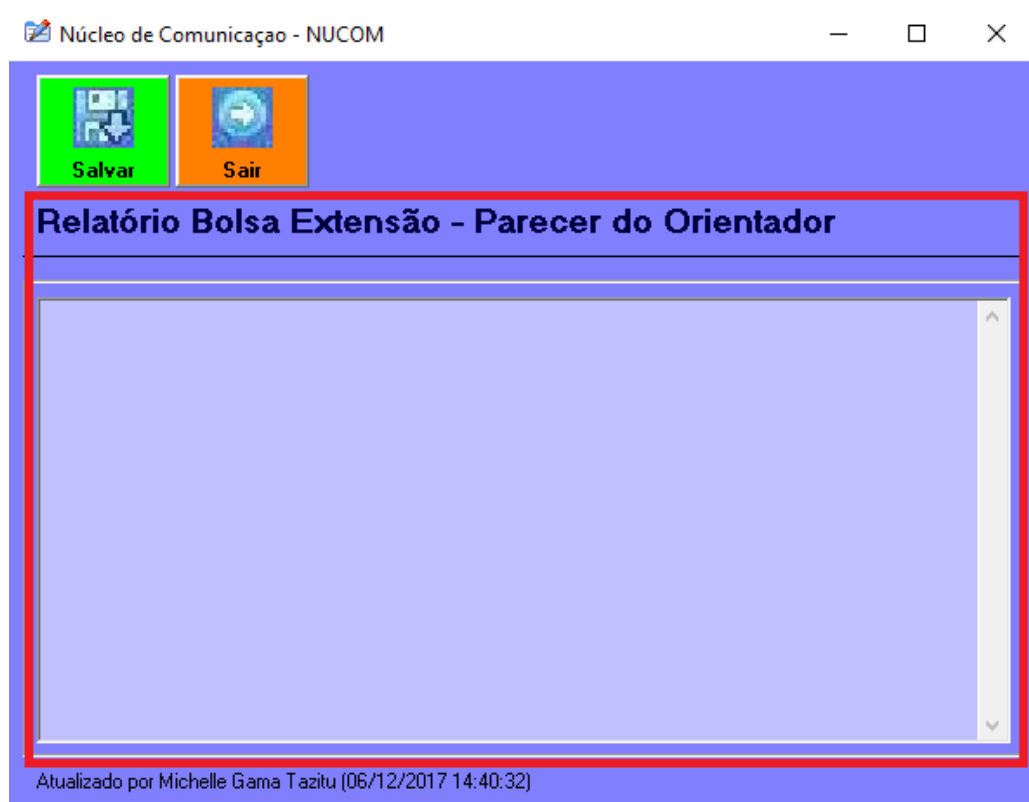 Núcleo de Comunicaçao - NUCOM
Salvar Sair
Relatório Bolsa Extensão - Parecer do Orientador
Atualizado por Michelle Gama Tazitu (06/12/2017 14:40:32)